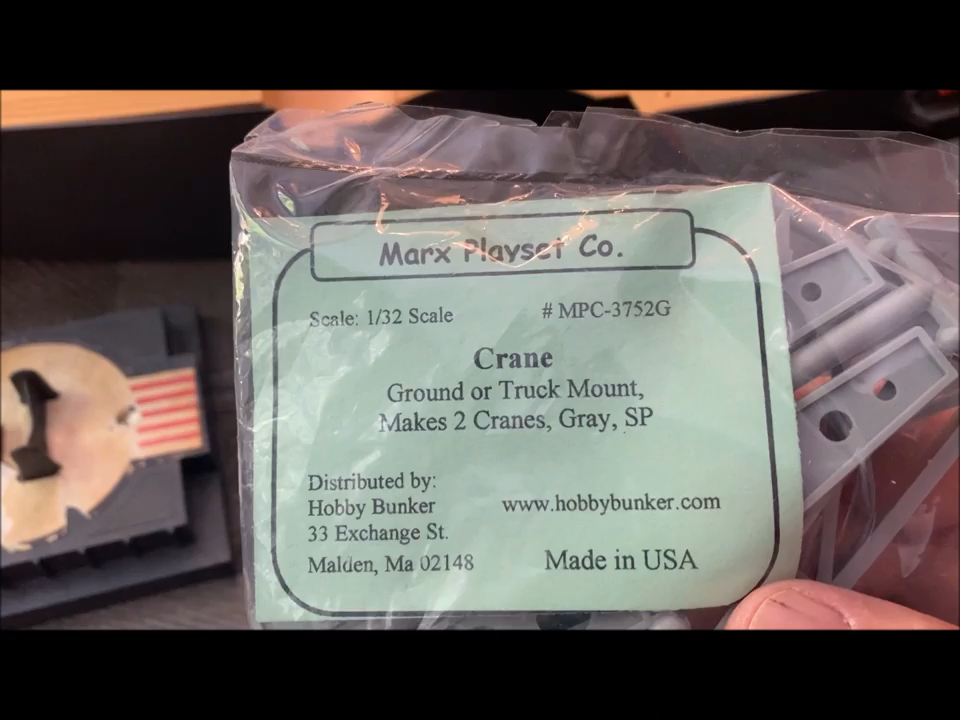 Marx Playset Co.
Scale: 1/32 Scale # MPC-3752G
Crane
Ground or Truck Mount,
Makes 2 Cranes, Gray, SP
Distributed by:
Hobby Bunker www.hobbybunker.com
33 Exchange St.
Malden, Ma 02148 Made in USA